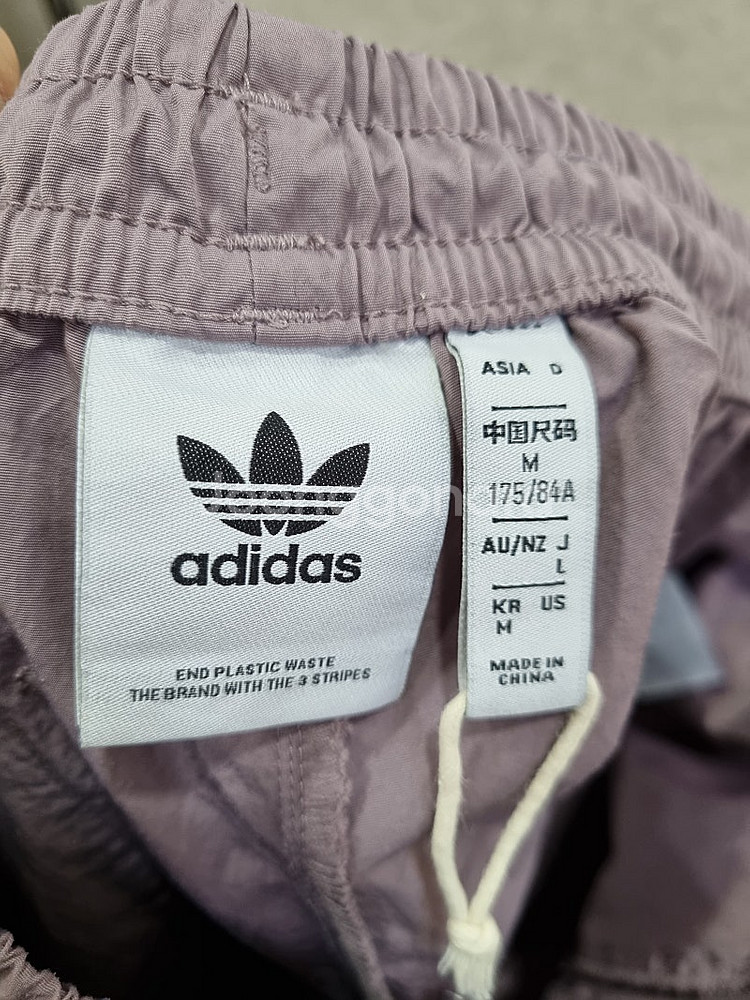 adidas
END PLASTIC WASTE
THE BRAND WITH THE 3 STRIPES
ASIA D
中国尺码
M
175/84A
AU/NZ J
L
KR US
M
MADE IN
CHINA